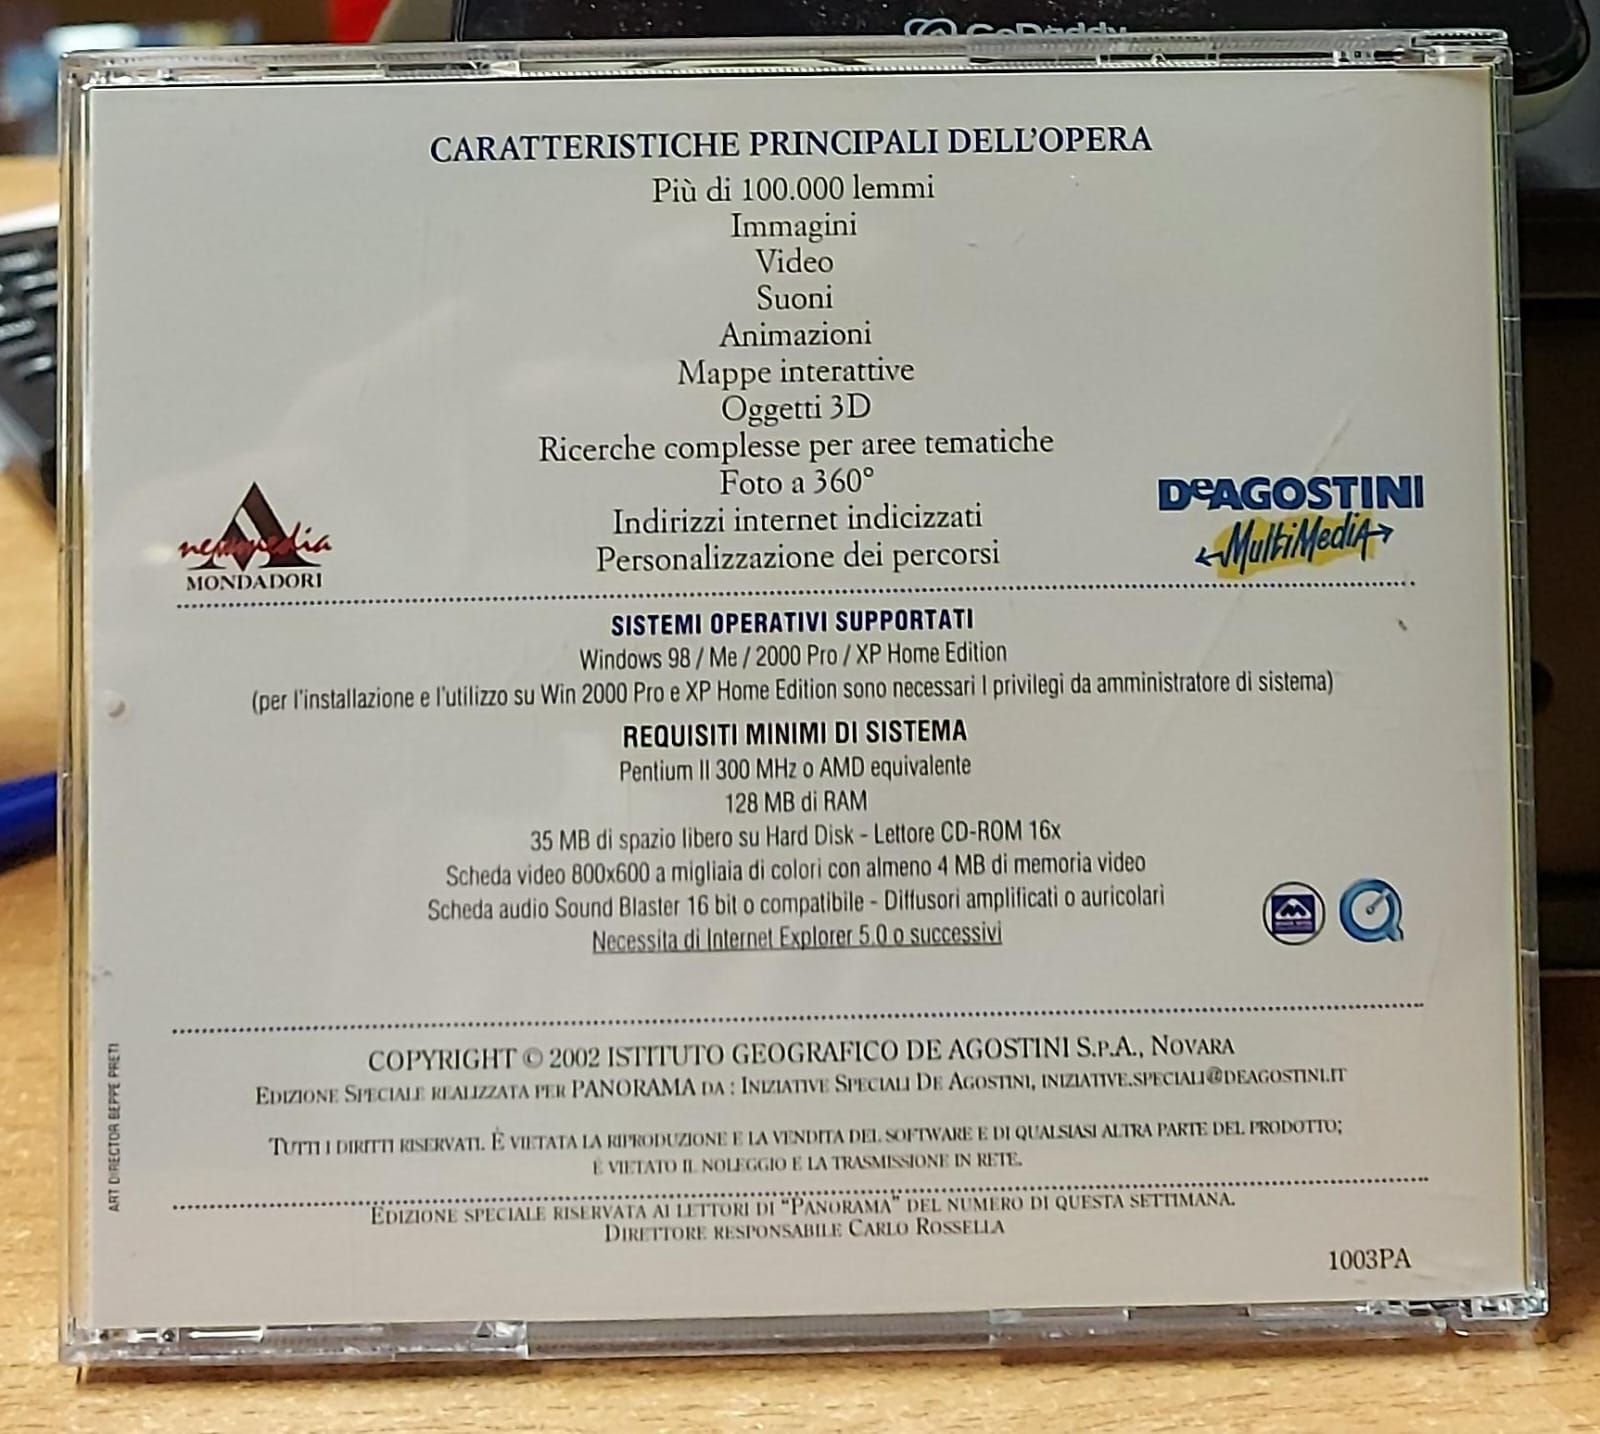 GoDaddy
CARATTERISTICHE PRINCIPALI DELL'OPERA
Più di 100.000 lemmi
Immagini
Video
Suoni
Animazioni
Mappe interattive
Oggetti 3D
Ricerche complesse per aree tematiche
Foto a 360°
Indirizzi internet indicizzati
Personalizzazione dei percorsi
newmedia
MONDADORI
DeAGOSTINI
MultiMediA
SISTEMI OPERATIVI SUPPORTATI
Windows 98 / Me / 2000 Pro / XP Home Edition
(per l'installazione e l'utilizzo su Win 2000 Pro e XP Home Edition sono necessari I privilegi da amministratore di sistema)
REQUISITI MINIMI DI SISTEMA
Pentium II 300 MHz o AMD equivalente
128 MB di RAM
35 MB di spazio libero su Hard Disk - Lettore CD-ROM 16x
Scheda video 800x600 a migliaia di colori con almeno 4 MB di memoria video
Scheda audio Sound Blaster 16 bit o compatibile - Diffusori amplificati o auricolari
Necessita di Internet Explorer 5.0 o successivi
COPYRIGHT © 2002 ISTITUTO GEOGRAFICO DE AGOSTINI S.P.A., NOVARA
EDIZIONE SPECIALE REALIZZATA PER PANORAMA DA : INIZIATIVE SPECIALI DE AGOSTINI, INIZIATIVE.SPECIALI@DEAGOSTINI.IT
TUTTI I DIRITTI RISERVATI. È VIETATA LA RIPRODUZIONE E LA VENDITA DEL SOFTWARE E DI QUALSIASI ALTRA PARTE DEL PRODOTTO;
È VIETATO IL NOLEGGIO E LA TRASMISSIONE IN RETE.
EDIZIONE SPECIALE RISERVATA AI LETTORI DI "PANORAMA" DEL NUMERO DI QUESTA SETTIMANA.
DIRETTORE RESPONSABILE CARLO ROSSELLA
1003PA
ART DIRECTOR BEPPE PRETI